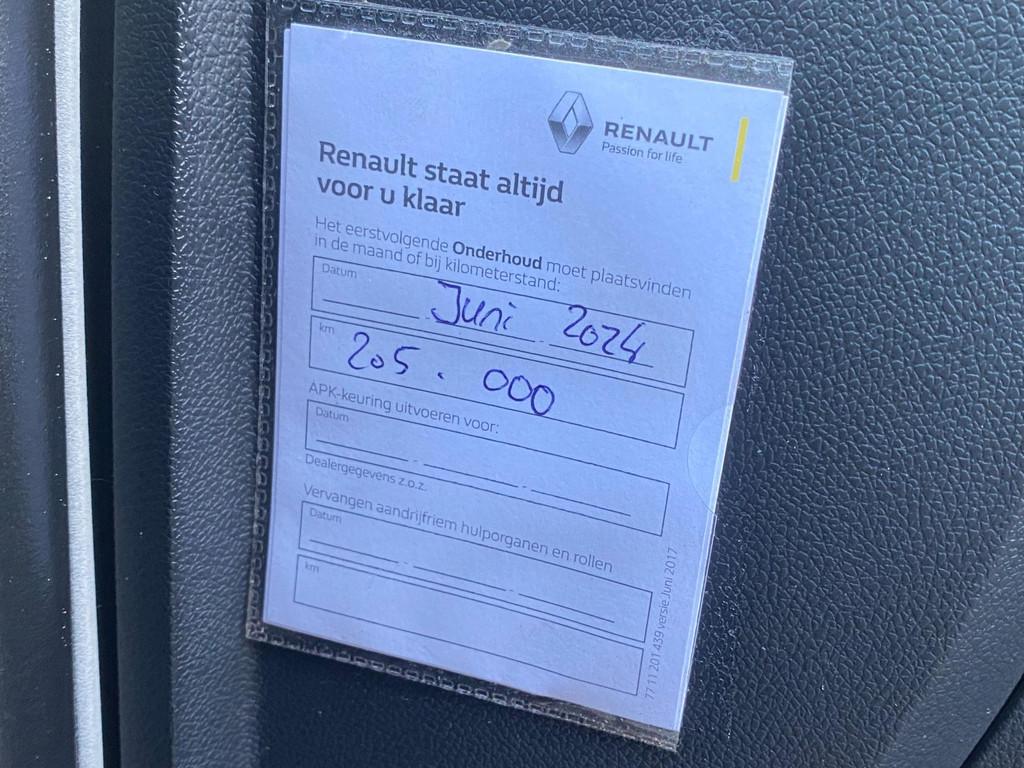 RENAULT
Passion for life
Renault staat altijd
voor u klaar
Het eerstvolgende Onderhoud moet plaatsvinden
in de maand of bij kilometerstand:
Datum
Juni 2024
km
205.000
APK-keuring uitvoeren voor:
Datum
Dealergegevens z.o.z.
Vervangen aandrijfriem hulporganen en rollen
Datum
km
77 11 201 439 versie Juni 2017